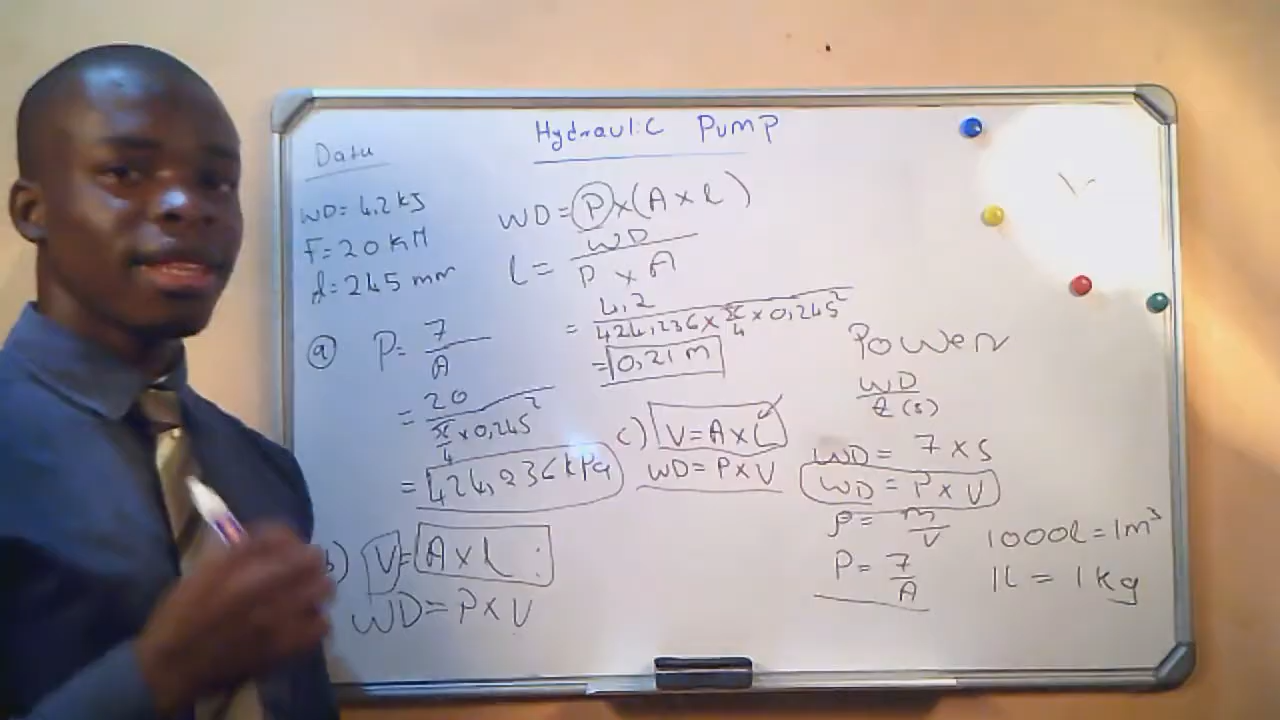 Hydraulic Pump
Data
WD= 4,2 kJ
F= 20 kN
d= 245 mm
a) P= F/A
= 20/(π/4 × 0,245²)
= 424,236 kPa
b) V= A × l :
WD= P × V
WD= P × (A × l)
l = WD/(P × A)
= 4,2/(424,236 × π/4 × 0,245²)
= 0,21 m
c) V= A × L
WD= P × V
Power
WD/t (s)
WD= F × s
WD= P × V
ρ= m/V
P= F/A
1000l = 1m³
1l = 1kg